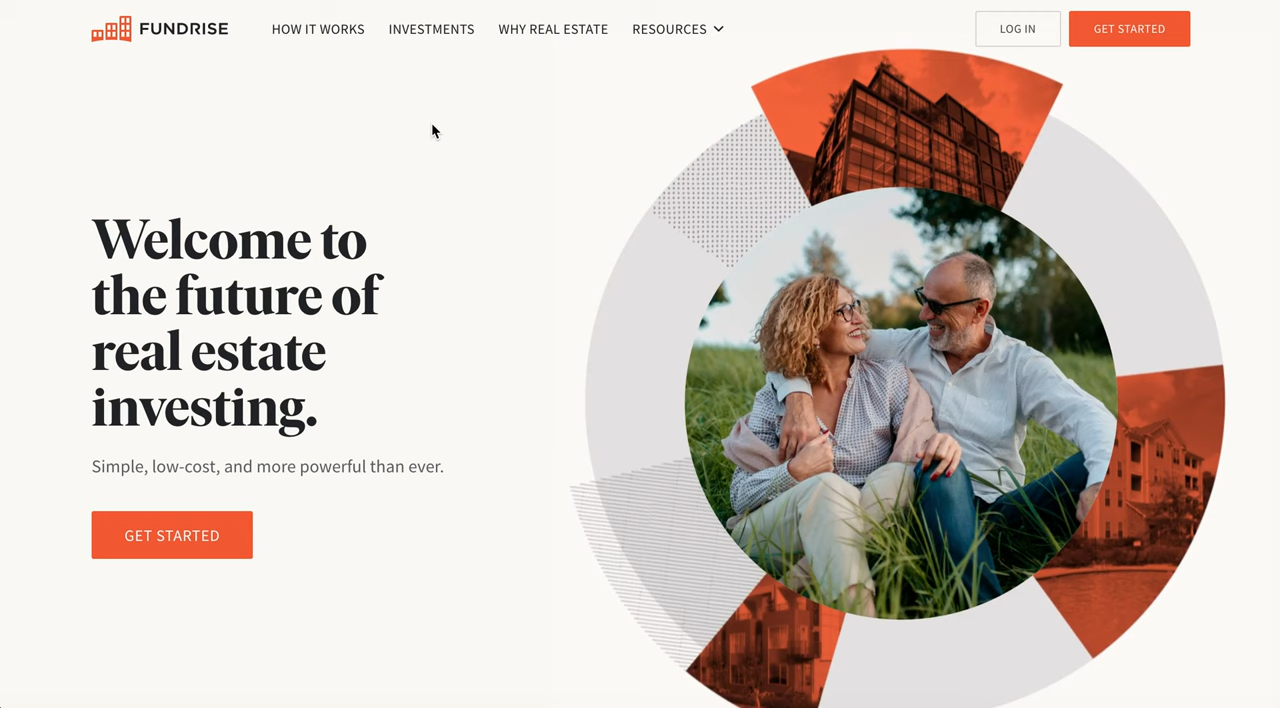 FUNDRISE
HOW IT WORKS
INVESTMENTS
WHY REAL ESTATE
RESOURCES
LOG IN
GET STARTED
Welcome to
the future of
real estate
investing.
Simple, low-cost, and more powerful than ever.
GET STARTED